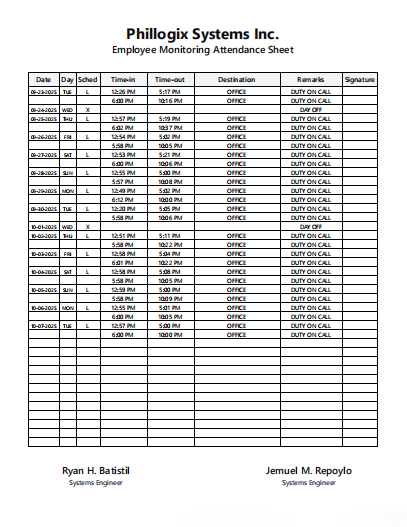 Phillogix Systems Inc.
Employee Monitoring Attendance Sheet
Date Day Sched Time-in Time-out Destination Remarks Signature
09-23-2025 TUE L 12:26 PM 5:17 PM OFFICE DUTY ON CALL
6:00 PM 10:16 PM OFFICE DUTY ON CALL
09-24-2025 WED X DAY OFF
09-25-2025 THU L 12:57 PM 5:19 PM OFFICE DUTY ON CALL
6:02 PM 10:37 PM OFFICE DUTY ON CALL
09-26-2025 FRI L 12:54 PM 5:02 PM OFFICE DUTY ON CALL
5:58 PM 10:05 PM OFFICE DUTY ON CALL
09-27-2025 SAT L 12:53 PM 5:21 PM OFFICE DUTY ON CALL
6:00 PM 10:06 PM OFFICE DUTY ON CALL
09-28-2025 SUN L 12:55 PM 5:00 PM OFFICE DUTY ON CALL
5:57 PM 10:08 PM OFFICE DUTY ON CALL
09-29-2025 MON L 12:49 PM 5:02 PM OFFICE DUTY ON CALL
6:12 PM 10:00 PM OFFICE DUTY ON CALL
09-30-2025 TUE L 12:20 PM 5:05 PM OFFICE DUTY ON CALL
5:58 PM 10:06 PM OFFICE DUTY ON CALL
10-01-2025 WED X DAY OFF
10-02-2025 THU L 12:51 PM 5:11 PM OFFICE DUTY ON CALL
5:58 PM 10:22 PM OFFICE DUTY ON CALL
10-03-2025 FRI L 12:58 PM 5:04 PM OFFICE DUTY ON CALL
6:01 PM 10:22 PM OFFICE DUTY ON CALL
10-04-2025 SAT L 12:58 PM 5:08 PM OFFICE DUTY ON CALL
5:58 PM 10:05 PM OFFICE DUTY ON CALL
10-05-2025 SUN L 12:59 PM 5:05 PM OFFICE DUTY ON CALL
5:58 PM 10:09 PM OFFICE DUTY ON CALL
10-06-2025 MON L 12:55 PM 5:01 PM OFFICE DUTY ON CALL
6:00 PM 10:05 PM OFFICE DUTY ON CALL
10-07-2025 TUE L 12:57 PM 5:00 PM OFFICE DUTY ON CALL
6:00 PM 10:00 PM OFFICE DUTY ON CALL
Ryan H. Batistil Jemuel M. Repoylo
Systems Engineer Systems Engineer